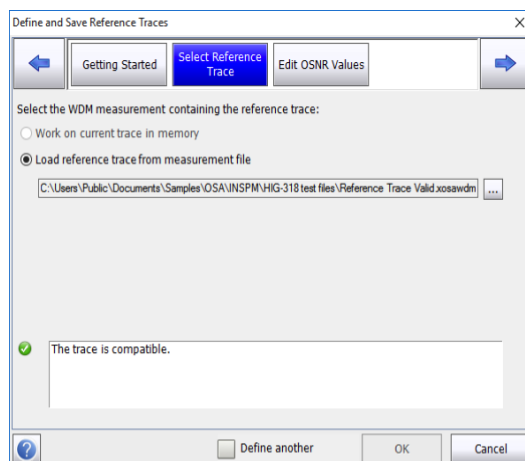 Define and Save Reference Traces
Getting Started
Select Reference
Trace
Edit OSNR Values
Select the WDM measurement containing the reference trace:
Work on current trace in memory
Load reference trace from measurement file
C:\Users\Public\Documents\Samples\OSA\INSPM\HIG-318 test files\Reference Trace Valid.xosawdm
...
The trace is compatible.
?
Define another
OK
Cancel